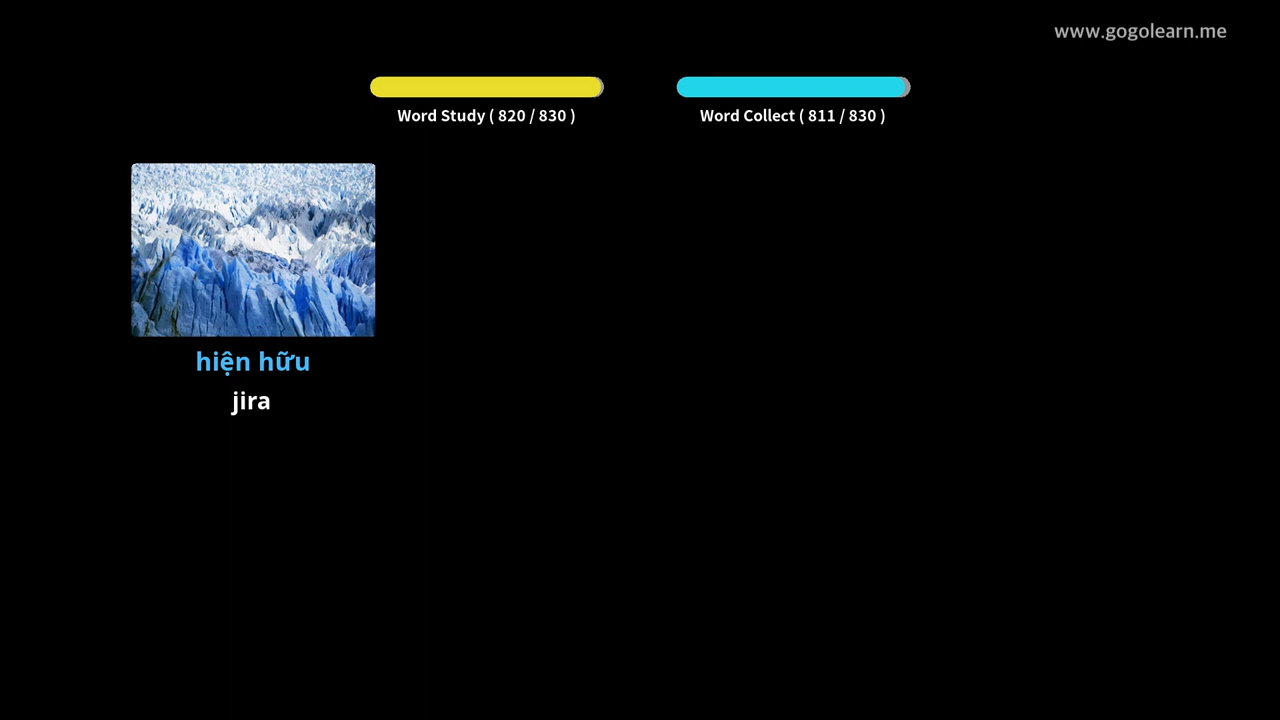 www.gogolearn.me
Word Study ( 820 / 830 )
Word Collect ( 811 / 830 )
hiện hữu
jira